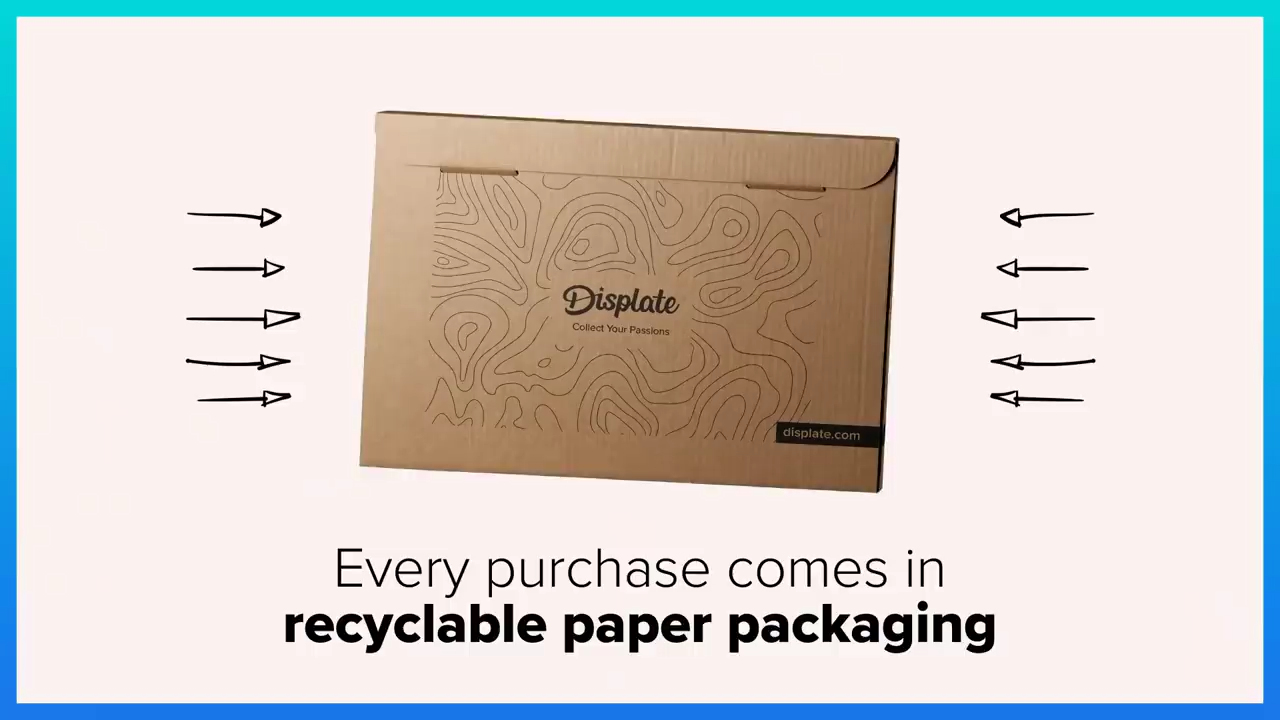 Displate
Collect Your Passions
displate.com
Every purchase comes in
recyclable paper packaging